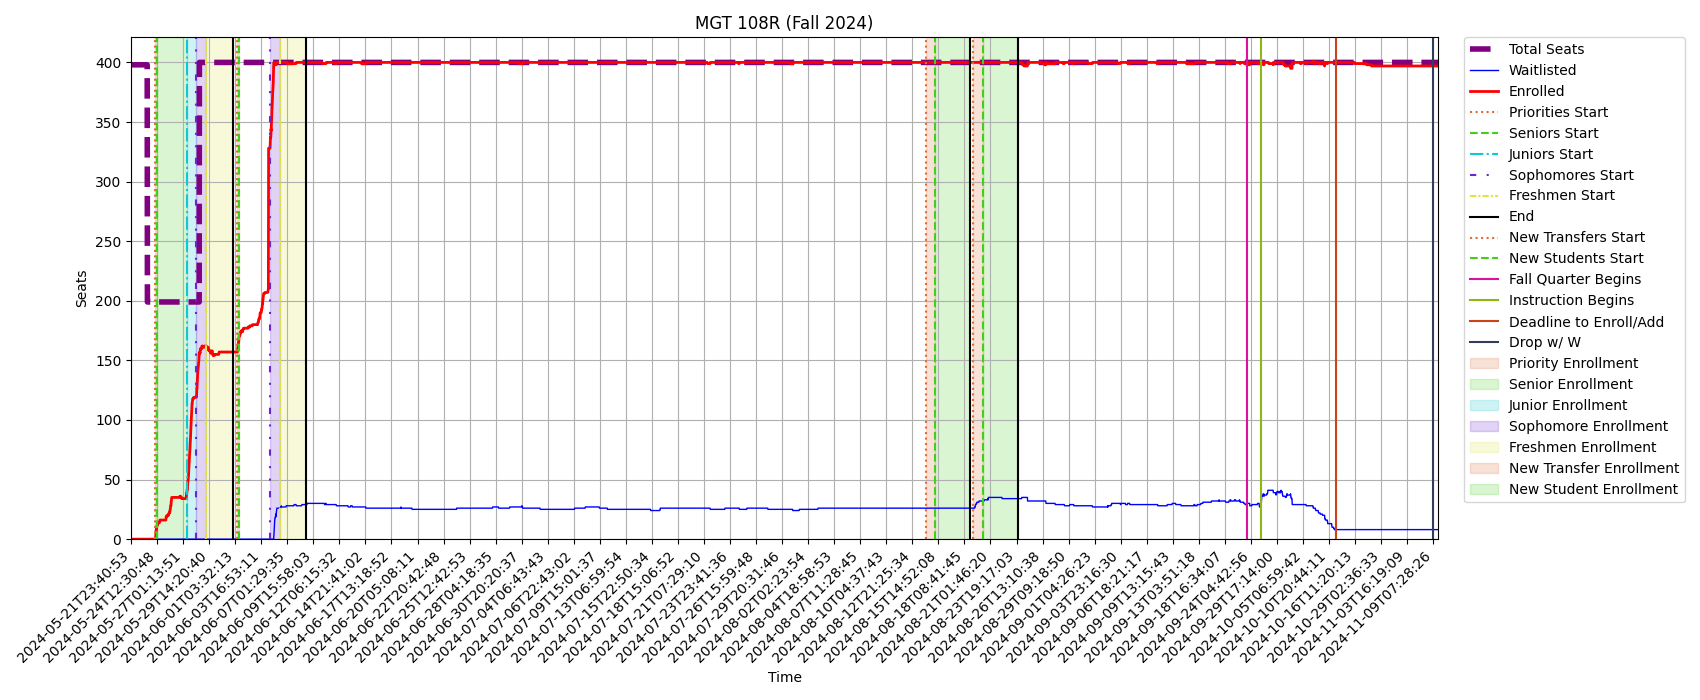 MGT 108R (Fall 2024)
Seats
400
350
300
250
200
150
100
50
0
2024-05-21T23:40:53
2024-05-24T12:30:48
2024-05-27T01:13:51
2024-05-29T14:20:40
2024-06-01T03:32:13
2024-06-03T16:53:11
2024-06-07T01:29:35
2024-06-09T15:58:03
2024-06-12T06:15:32
2024-06-14T21:41:02
2024-06-17T13:18:52
2024-06-22T05:08:11
2024-06-22T20:42:48
2024-06-25T12:42:53
2024-06-28T04:18:35
2024-06-30T20:20:37
2024-07-04T06:43:43
2024-07-06T22:43:02
2024-07-09T15:01:37
2024-07-13T06:59:54
2024-07-15T22:50:34
2024-07-18T15:06:52
2024-07-21T07:29:10
2024-07-23T23:41:36
2024-07-26T15:59:48
2024-07-29T20:31:46
2024-08-02T02:23:54
2024-08-04T18:58:53
2024-08-07T11:28:45
2024-08-10T04:37:43
2024-08-12T21:25:34
2024-08-15T14:52:08
2024-08-18T08:41:45
2024-08-21T01:46:20
2024-08-23T19:17:03
2024-08-26T13:10:38
2024-08-29T09:18:50
2024-09-01T04:26:23
2024-09-03T23:16:30
2024-09-06T18:21:17
2024-09-09T13:15:43
2024-09-13T03:51:18
2024-09-18T16:34:07
2024-09-24T04:42:56
2024-09-29T17:14:00
2024-10-05T06:59:42
2024-10-10T20:44:11
2024-10-16T11:20:13
2024-10-29T02:36:33
2024-11-03T16:19:09
2024-11-09T07:28:26
Time
Total Seats
Waitlisted
Enrolled
Priorities Start
Seniors Start
Juniors Start
Sophomores Start
Freshmen Start
End
New Transfers Start
New Students Start
Fall Quarter Begins
Instruction Begins
Deadline to Enroll/Add
Drop w/ W
Priority Enrollment
Senior Enrollment
Junior Enrollment
Sophomore Enrollment
Freshmen Enrollment
New Transfer Enrollment
New Student Enrollment